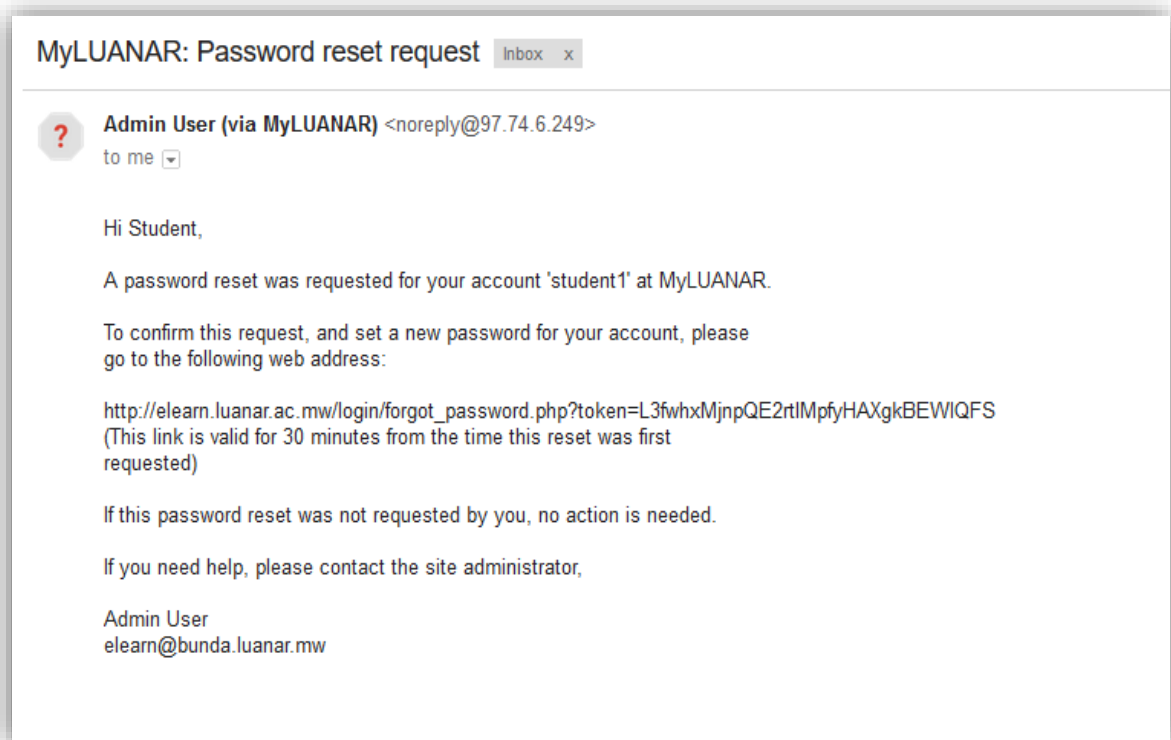 MyLUANAR: Password reset request Inbox x
?
Admin User (via MyLUANAR) <noreply@97.74.6.249>
to me
Hi Student,
A password reset was requested for your account 'student1' at MyLUANAR.
To confirm this request, and set a new password for your account, please
go to the following web address:
http://elearn.luanar.ac.mw/login/forgot_password.php?token=L3fwhxMjnpQE2rtIMpfyHAXgkBEWIQFS
(This link is valid for 30 minutes from the time this reset was first
requested)
If this password reset was not requested by you, no action is needed.
If you need help, please contact the site administrator,
Admin User
elearn@bunda.luanar.mw